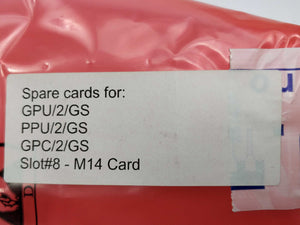 Spare cards for:
GPU/2/GS
PPU/2/GS
GPC/2/GS
Slot#8 - M14 Card